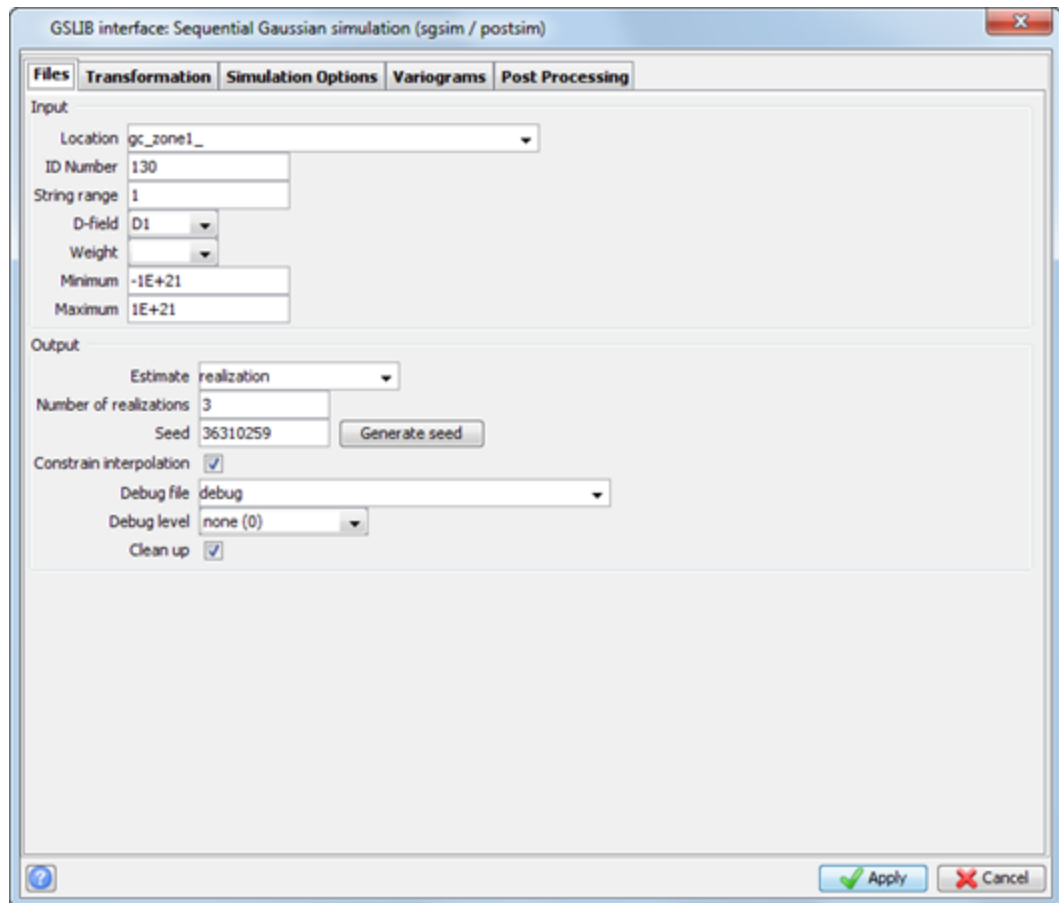 GSLIB interface: Sequential Gaussian simulation (sgsim / postsim)
Files Transformation Simulation Options Variograms Post Processing
Input
Location gc_zone1_
ID Number 130
String range 1
D-field D1
Weight
Minimum -1E+21
Maximum 1E+21
Output
Estimate realization
Number of realizations 3
Seed 36310259 Generate seed
Constrain interpolation
Debug file debug
Debug level none (0)
Clean up
Apply Cancel